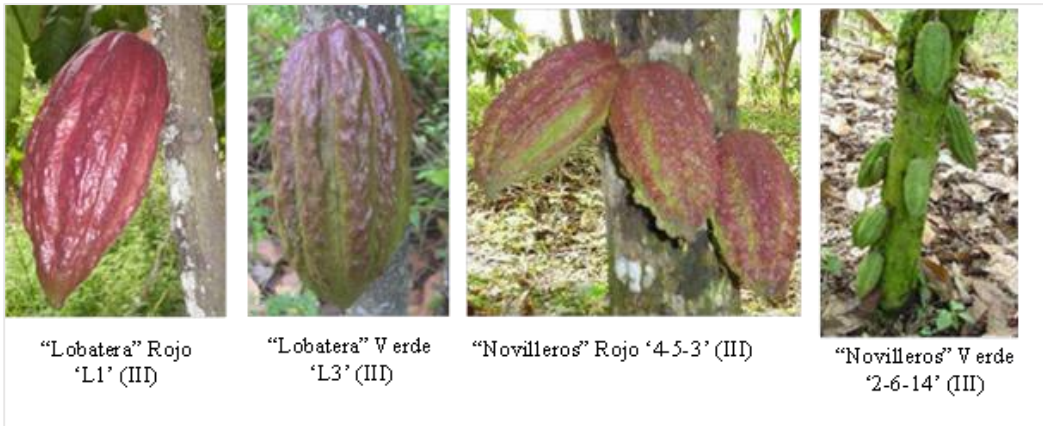 “Lobatera” Rojo
‘L1’ (III)
“Lobatera” Verde
‘L3’ (III)
“Novilleros” Rojo ‘4-5-3’ (III)
“Novilleros” Verde
‘2-6-14’ (III)